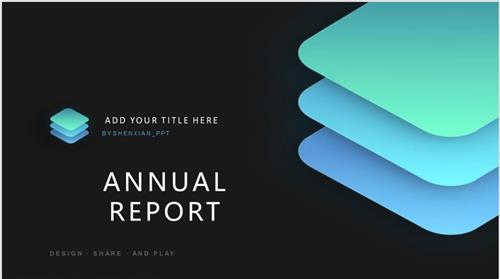 ADD YOUR TITLE HERE
BYSHENXIAN_PPT
ANNUAL
REPORT
DESIGN · SHARE · AND PLAY